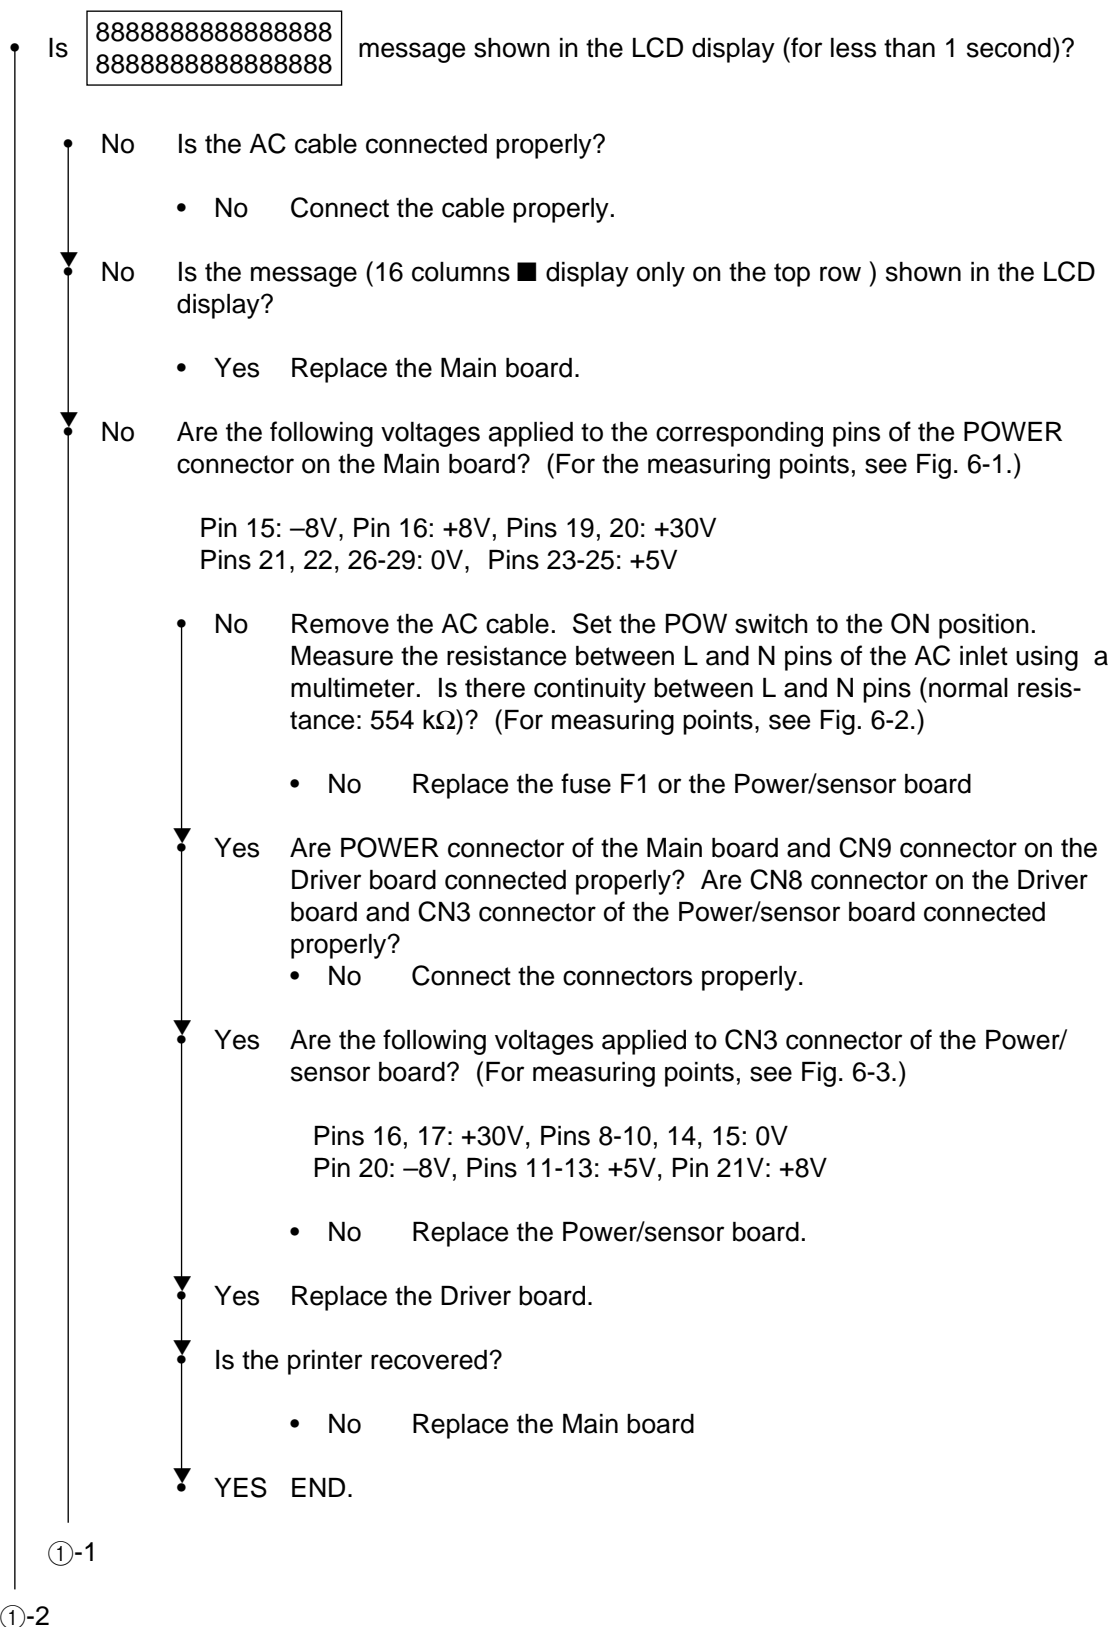 • Is 8888888888888888 message shown in the LCD display (for less than 1 second)?
8888888888888888
• No Is the AC cable connected properly?
• No Connect the cable properly.
• No Is the message (16 columns ■ display only on the top row ) shown in the LCD
display?
• Yes Replace the Main board.
• No Are the following voltages applied to the corresponding pins of the POWER
connector on the Main board? (For the measuring points, see Fig. 6-1.)
Pin 15: –8V, Pin 16: +8V, Pins 19, 20: +30V
Pins 21, 22, 26-29: 0V, Pins 23-25: +5V
• No Remove the AC cable. Set the POW switch to the ON position.
Measure the resistance between L and N pins of the AC inlet using a
multimeter. Is there continuity between L and N pins (normal resis-
tance: 554 kΩ)? (For measuring points, see Fig. 6-2.)
• No Replace the fuse F1 or the Power/sensor board
• Yes Are POWER connector of the Main board and CN9 connector on the
Driver board connected properly? Are CN8 connector on the Driver
board and CN3 connector of the Power/sensor board connected
properly?
• No Connect the connectors properly.
• Yes Are the following voltages applied to CN3 connector of the Power/
sensor board? (For measuring points, see Fig. 6-3.)
Pins 16, 17: +30V, Pins 8-10, 14, 15: 0V
Pin 20: –8V, Pins 11-13: +5V, Pin 21V: +8V
• No Replace the Power/sensor board.
• Yes Replace the Driver board.
• Is the printer recovered?
• No Replace the Main board
• YES END.
①-1
①-2